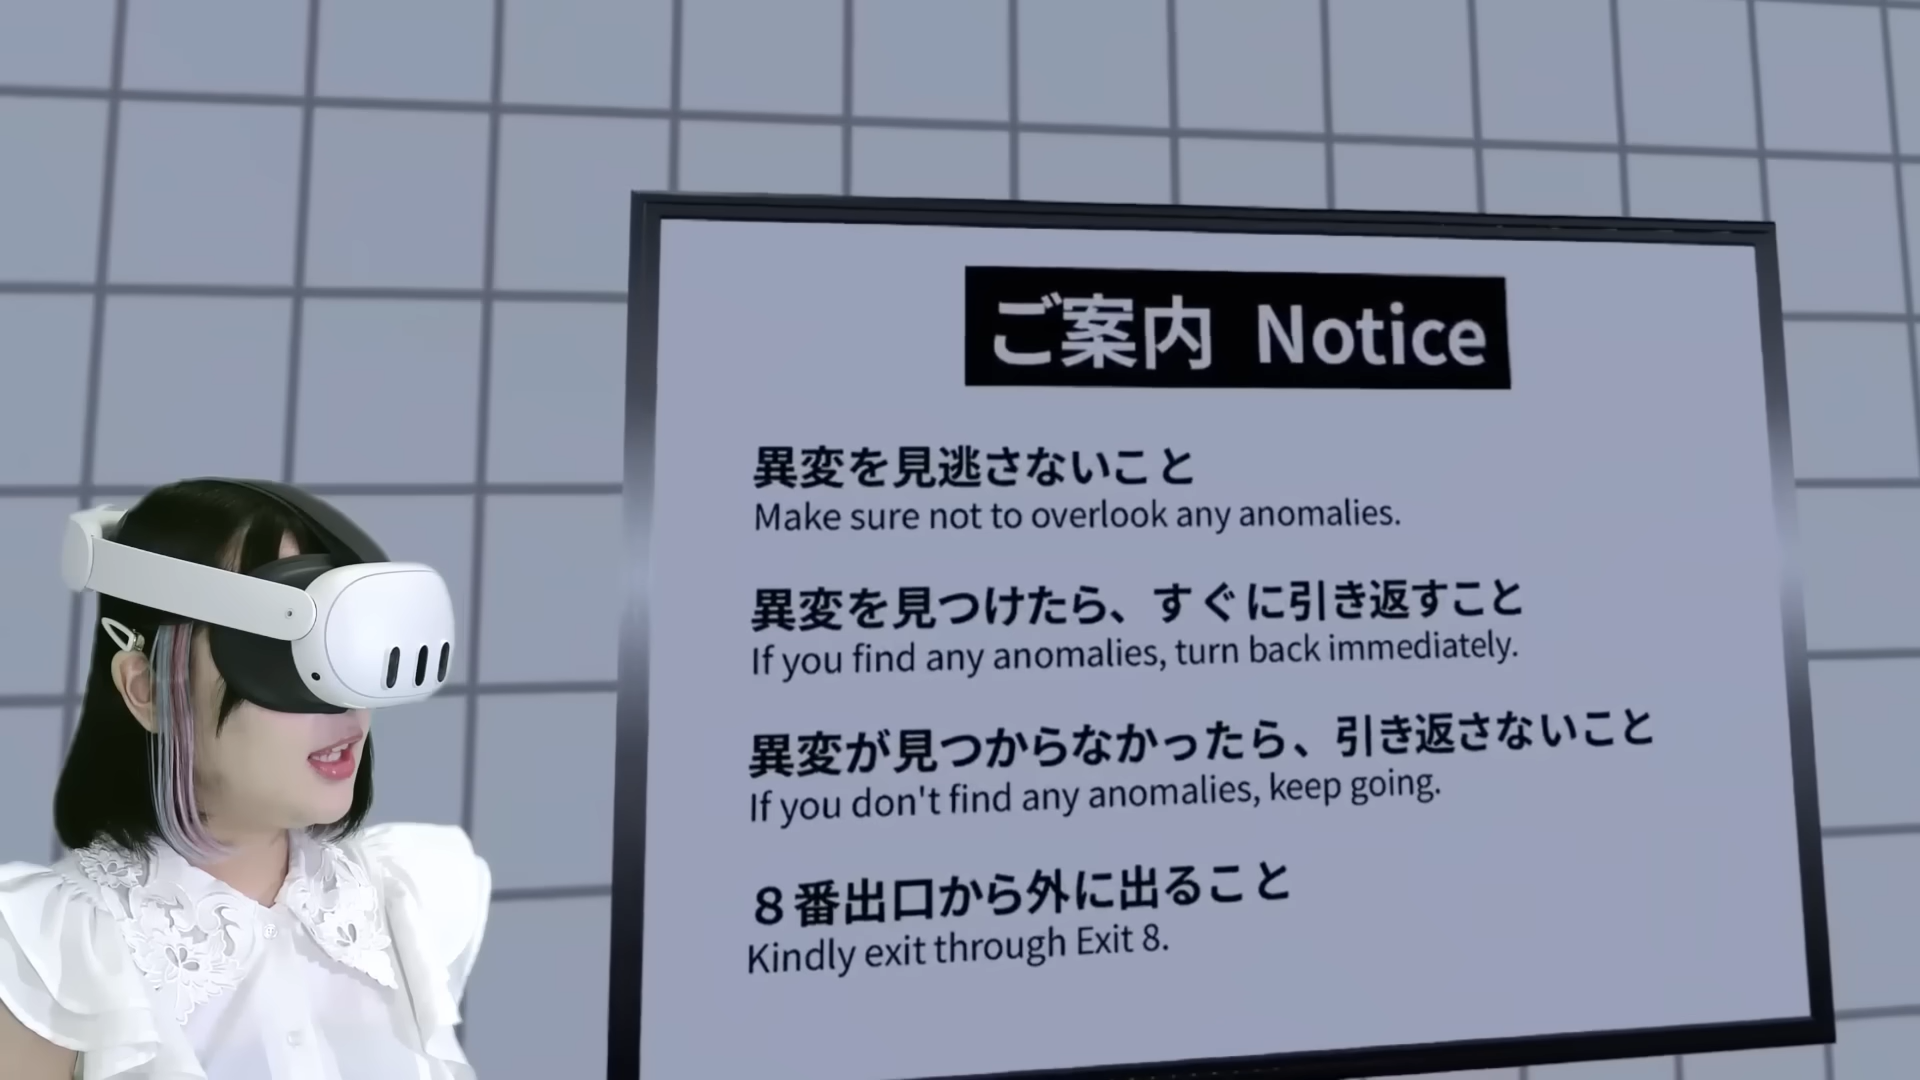 ご案内 Notice
異変を見逃さないこと
Make sure not to overlook any anomalies.
異変を見つけたら、すぐに引き返すこと
If you find any anomalies, turn back immediately.
異変が見つからなかったら、引き返さないこと
If you don't find any anomalies, keep going.
8番出口から外に出ること
Kindly exit through Exit 8.